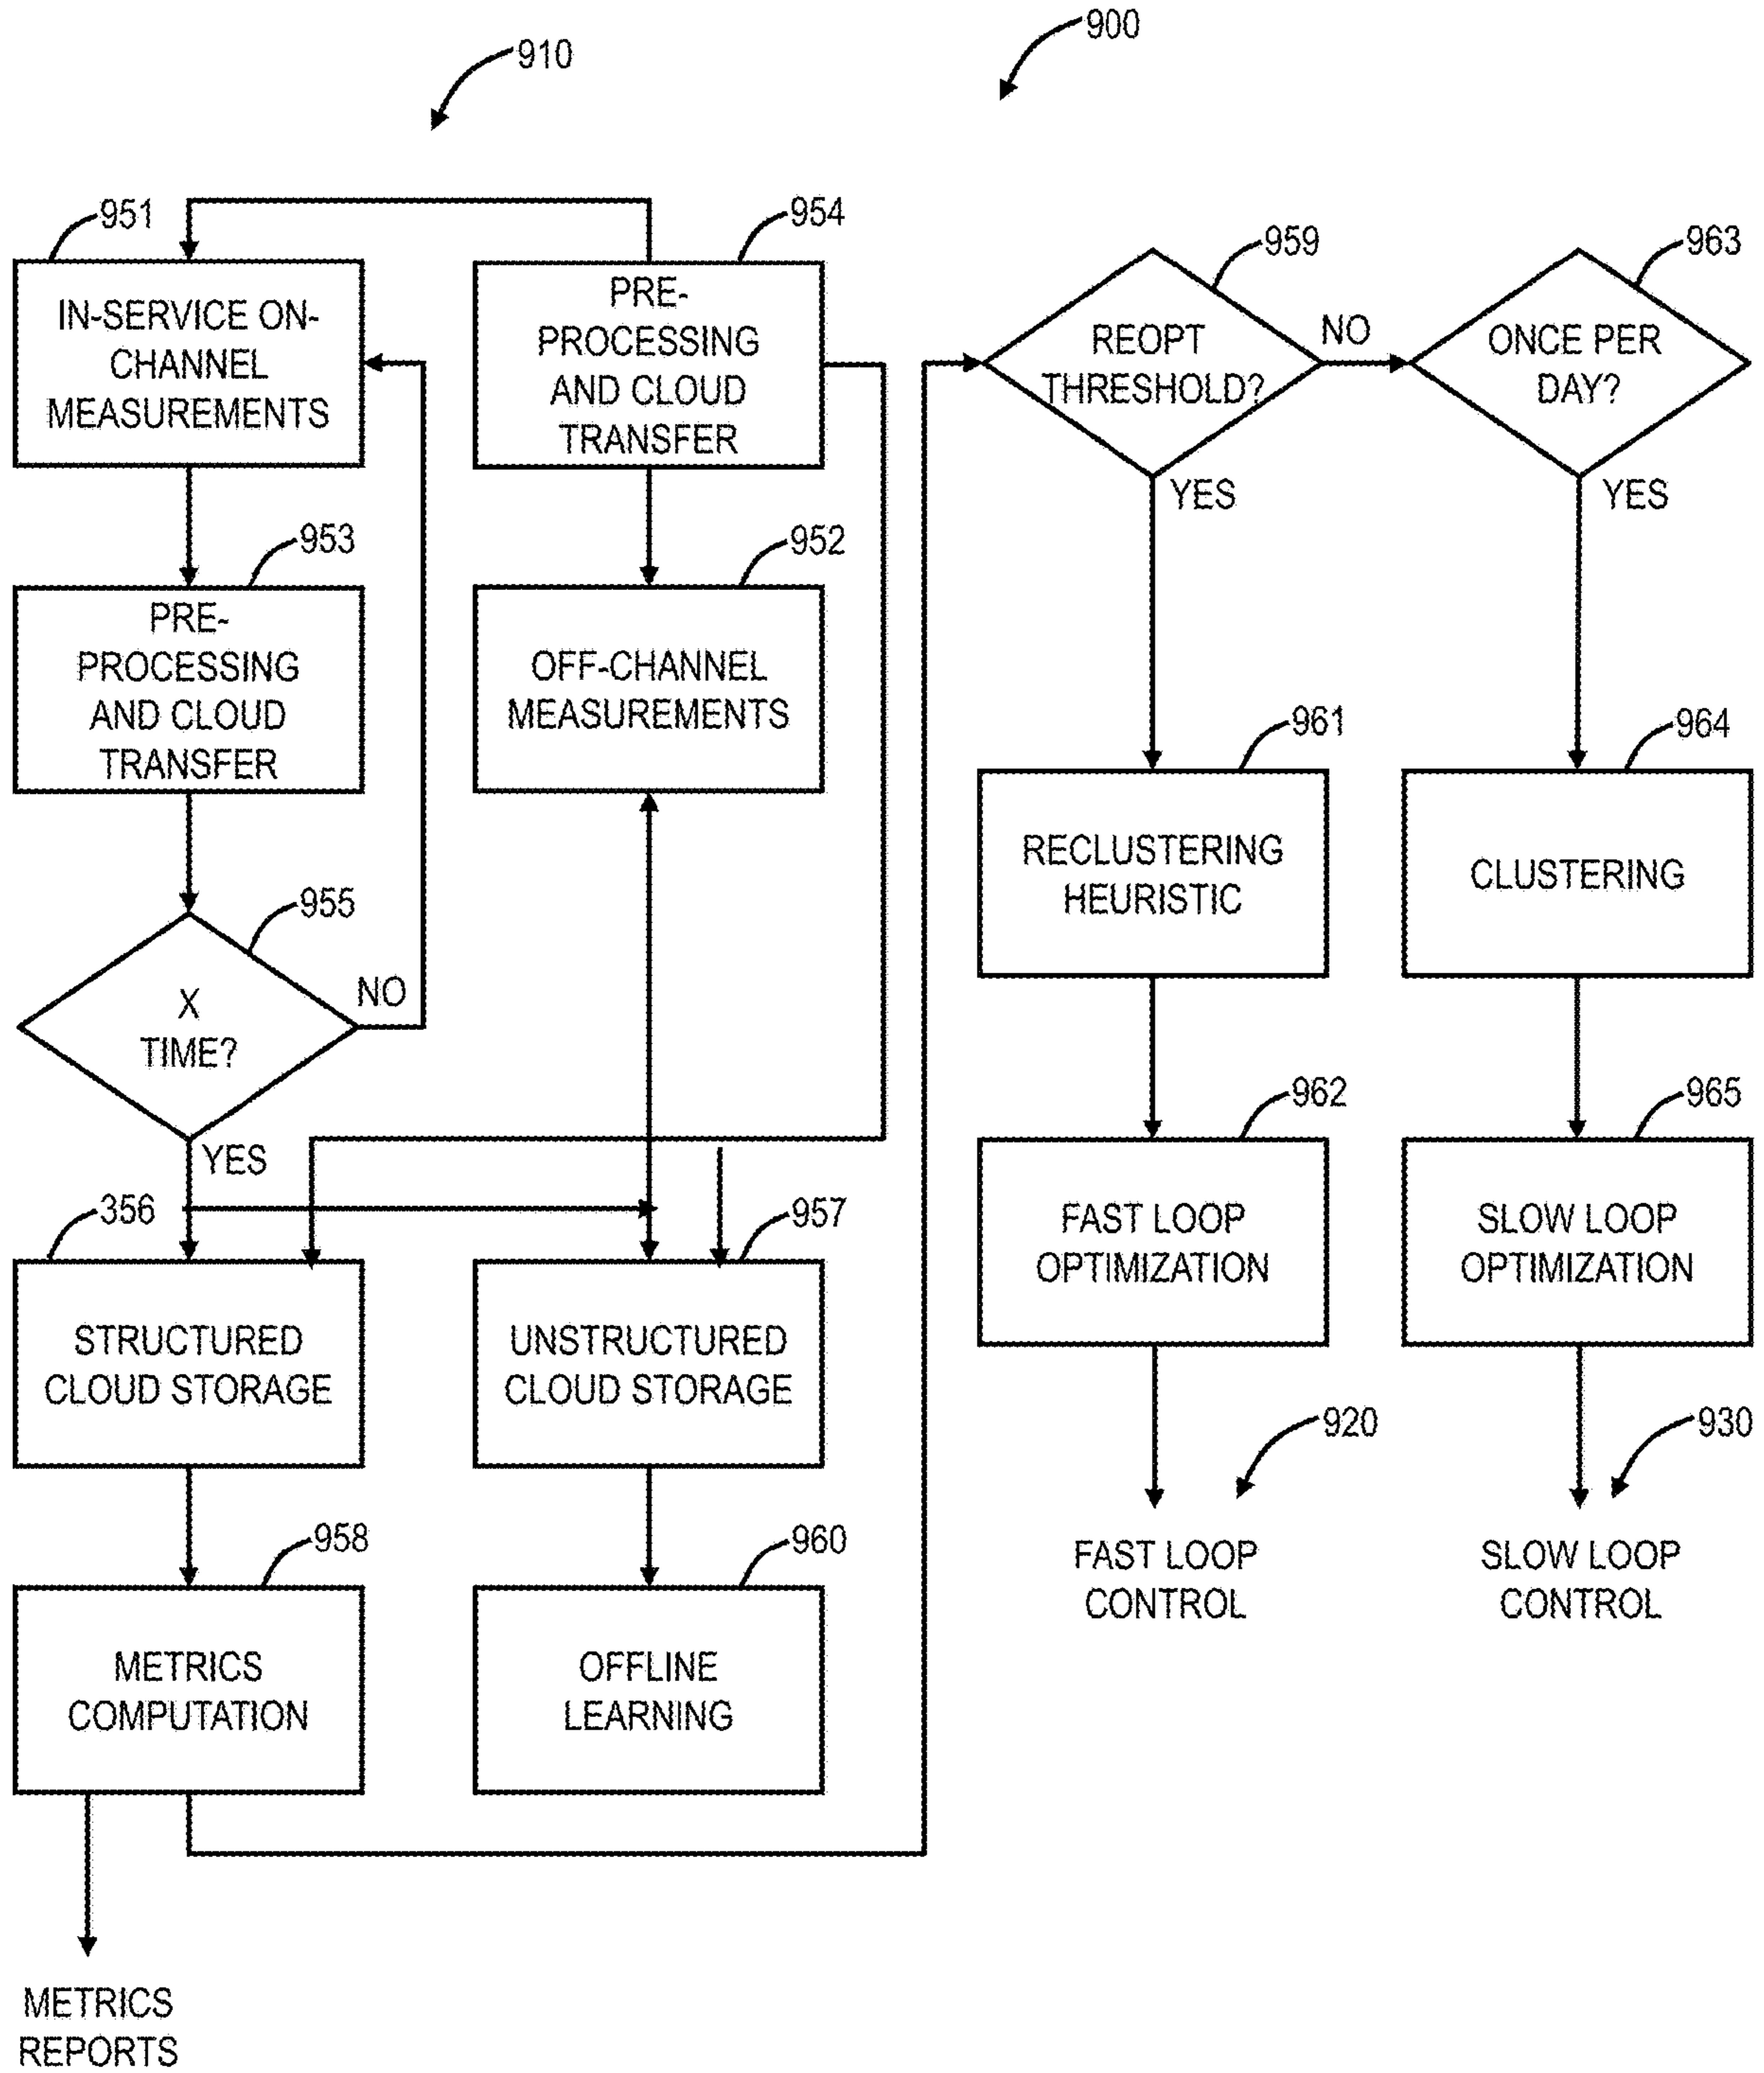 910
900
951
IN-SERVICE ON-
CHANNEL
MEASUREMENTS
954
PRE-
PROCESSING
AND CLOUD
TRANSFER
959
REOPT
THRESHOLD?
NO
YES
963
ONCE PER
DAY?
YES
953
PRE-
PROCESSING
AND CLOUD
TRANSFER
952
OFF-CHANNEL
MEASUREMENTS
961
RECLUSTERING
HEURISTIC
964
CLUSTERING
955
X
TIME?
NO
YES
962
FAST LOOP
OPTIMIZATION
965
SLOW LOOP
OPTIMIZATION
356
STRUCTURED
CLOUD STORAGE
957
UNSTRUCTURED
CLOUD STORAGE
920
FAST LOOP
CONTROL
930
SLOW LOOP
CONTROL
958
METRICS
COMPUTATION
960
OFFLINE
LEARNING
METRICS
REPORTS